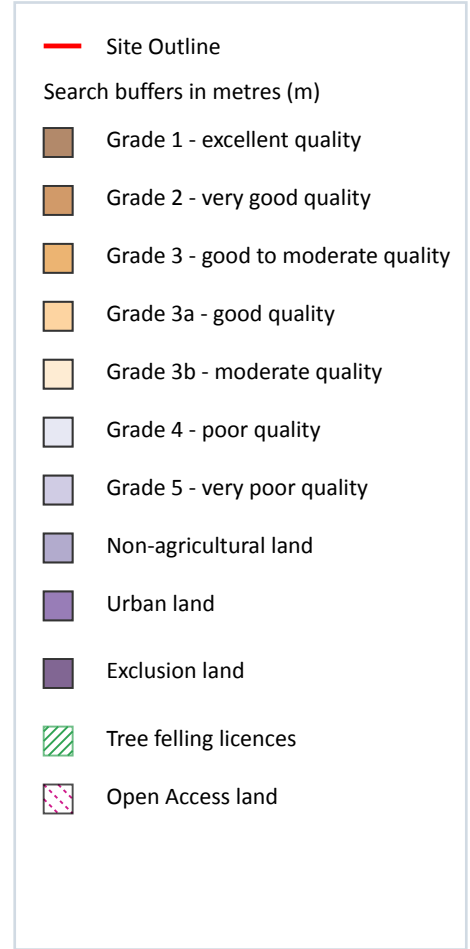 Site Outline
Search buffers in metres (m)
Grade 1 - excellent quality
Grade 2 - very good quality
Grade 3 - good to moderate quality
Grade 3a - good quality
Grade 3b - moderate quality
Grade 4 - poor quality
Grade 5 - very poor quality
Non-agricultural land
Urban land
Exclusion land
Tree felling licences
Open Access land